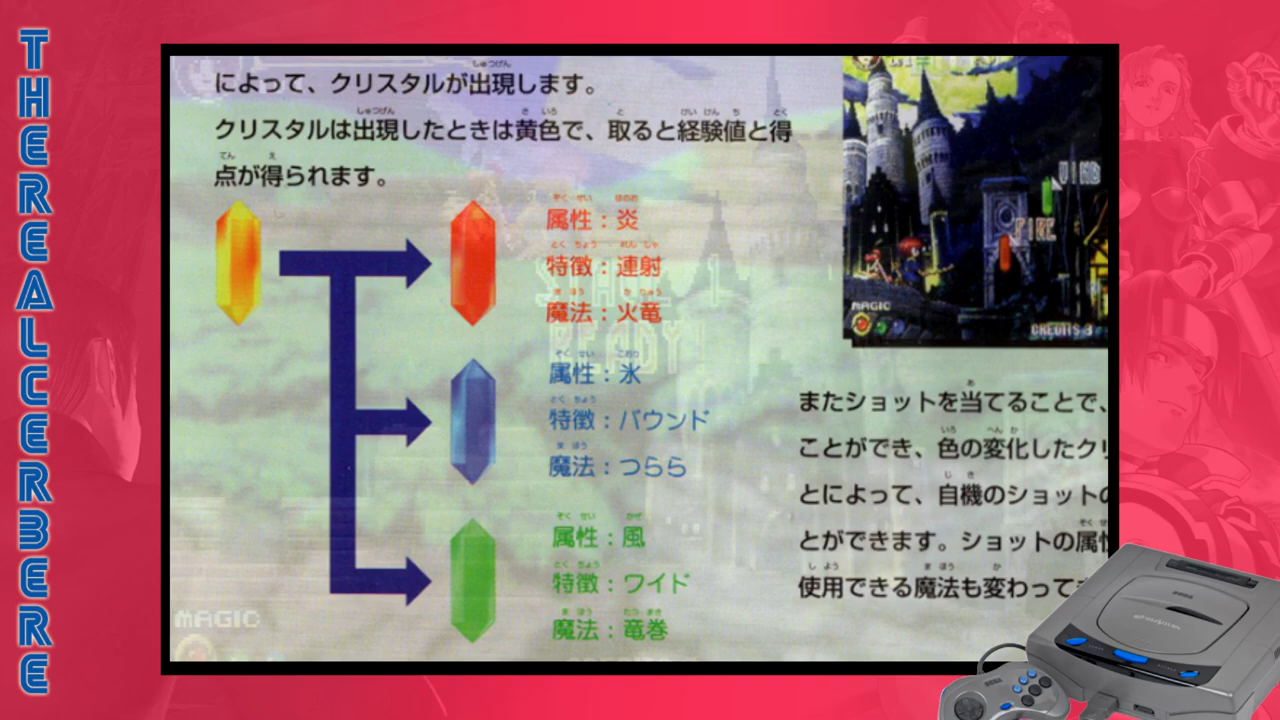 THEREALCERBERE
によって、クリスタルが出現します。
クリスタルは出現したときは黄色で、取ると経験値と得
点が得られます。
属性：炎
特徴：連射
魔法：火竜
属性：氷
特徴：バウンド
魔法：つらら
属性：風
特徴：ワイド
魔法：竜巻
WIND
FIRE
MAGIC
CREDITS 3
またショットを当てることで、
ことができ、色の変化したクリ
とによって、自機のショットの
とができます。ショットの属性
使用できる魔法も変わってき
READY!
MAGIC
SEGA
SEGA